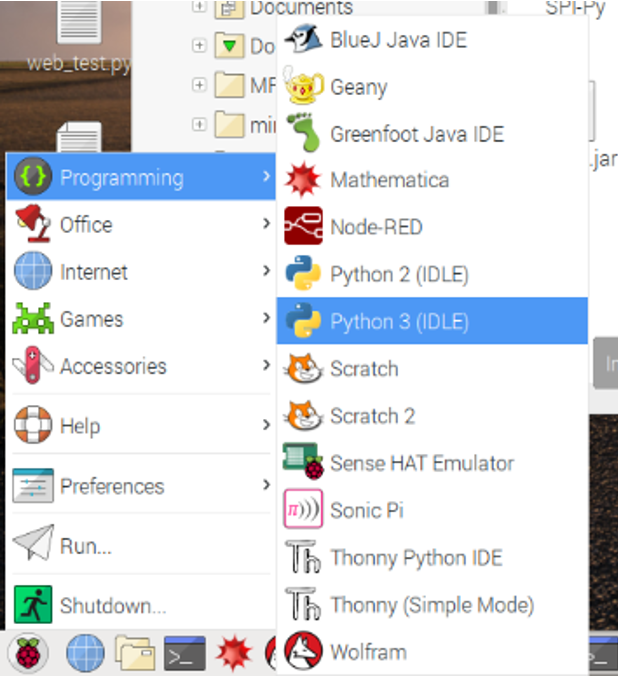 Documents
SPI-Py
web_test.py
Do
MF
min
.jar
Programming
Office
Internet
Games
Accessories
Help
Preferences
Run...
Shutdown...
BlueJ Java IDE
Geany
Greenfoot Java IDE
Mathematica
Node-RED
Python 2 (IDLE)
Python 3 (IDLE)
Scratch
Scratch 2
Sense HAT Emulator
Sonic Pi
Thonny Python IDE
Thonny (Simple Mode)
Wolfram
In